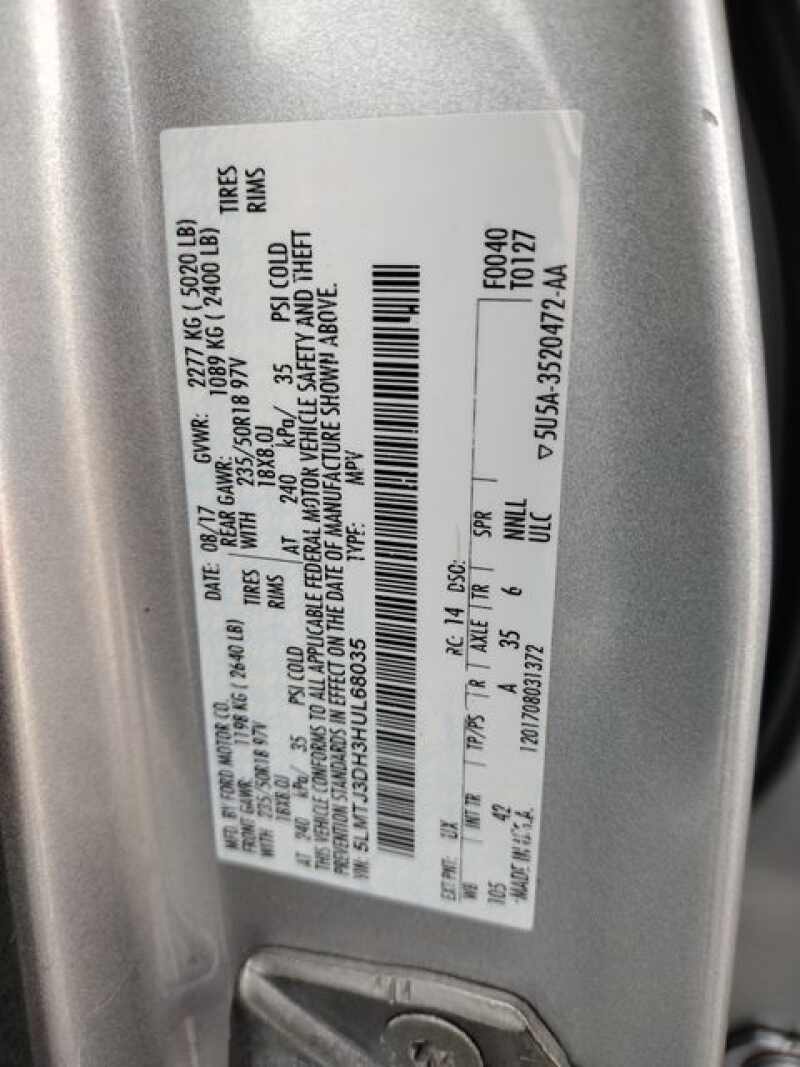 MFD. BY FORD MOTOR CO. DATE: 08/17 GVWR: 2277 KG ( 5020 LB)
FRONT GAWR: 1198 KG ( 2640 LB) REAR GAWR: 1089 KG ( 2400 LB)
WITH 235/50R18 97V TIRES WITH 235/50R18 97V TIRES
18X8.0J RIMS 18X8.0J RIMS
AT 240 kPa/ 35 PSI COLD AT 240 kPa/ 35 PSI COLD
THIS VEHICLE CONFORMS TO ALL APPLICABLE FEDERAL MOTOR VEHICLE SAFETY AND THEFT
PREVENTION STANDARDS IN EFFECT ON THE DATE OF MANUFACTURE SHOWN ABOVE.
VIN: 5LMTJ3DH3HUL68035 TYPE: MPV
EXT PNT: UX RC: 14 DSO: F0040
WB INT TR TP/PS R AXLE TR SPR T0127
105 42 A 35 6 NNLL
MADE IN U.S.A. 1201708031372 ULC ▽5U5A-3520472-AA